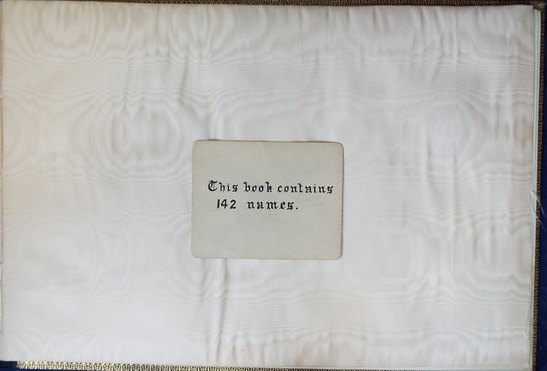 This book contains
142 names.